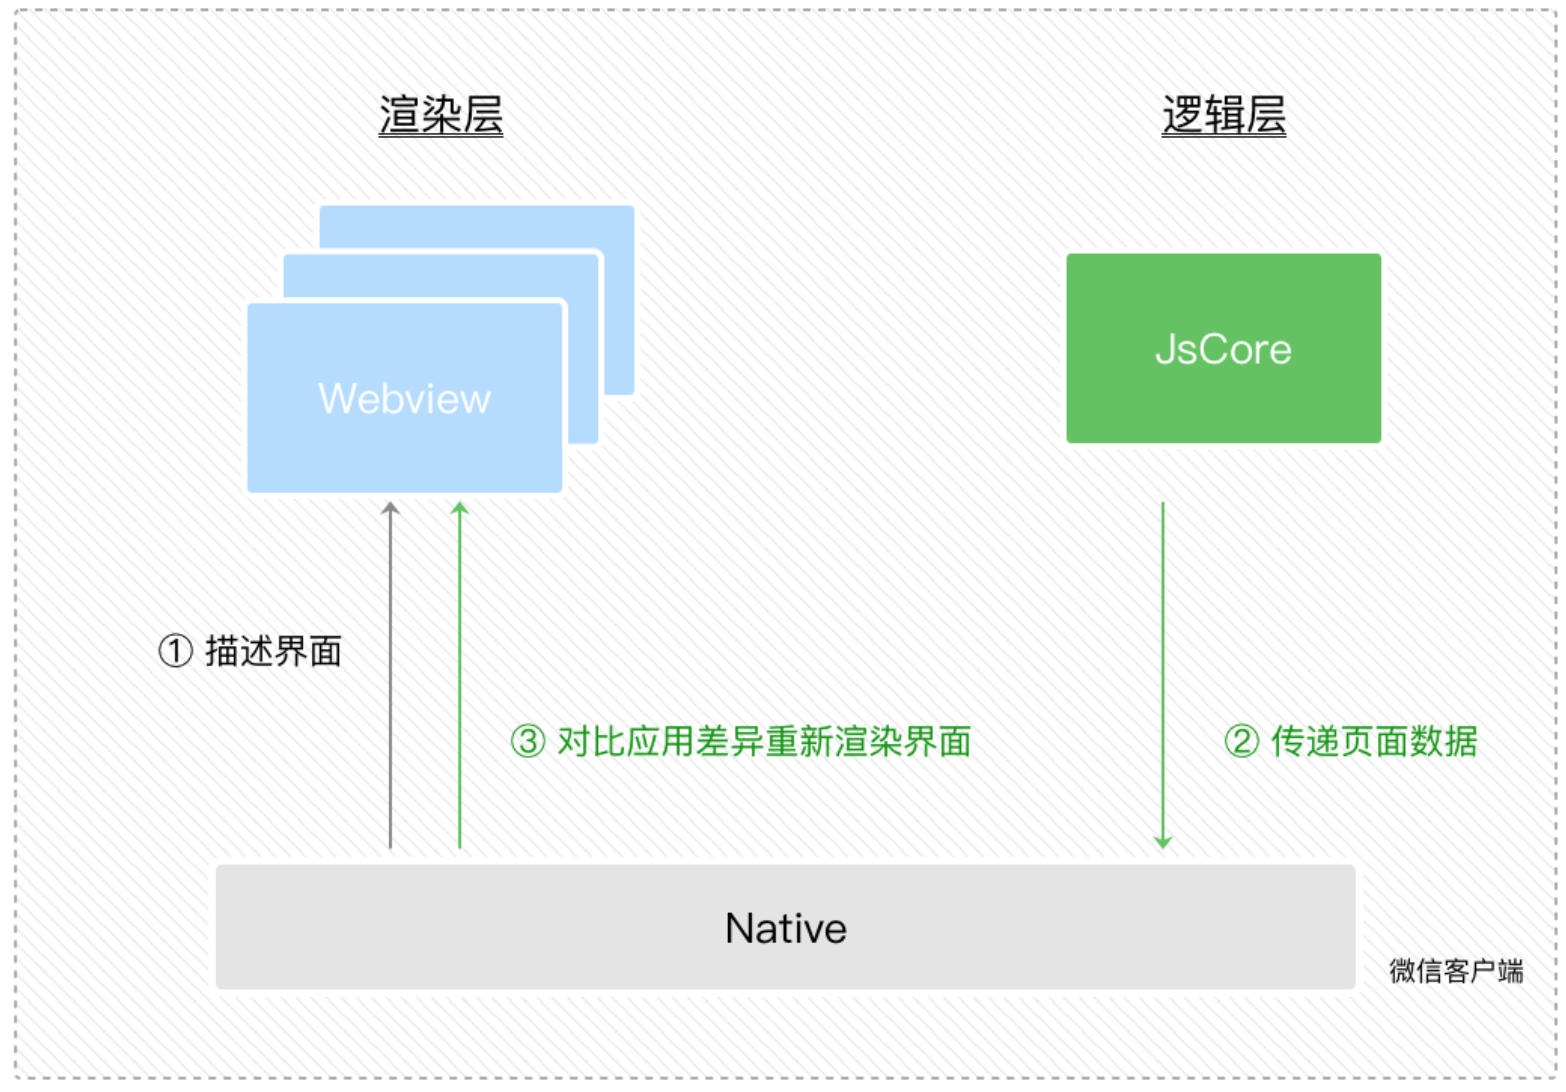 渲染层
逻辑层
Webview
JsCore
① 描述界面
③ 对比应用差异重新渲染界面
② 传递页面数据
Native
微信客户端